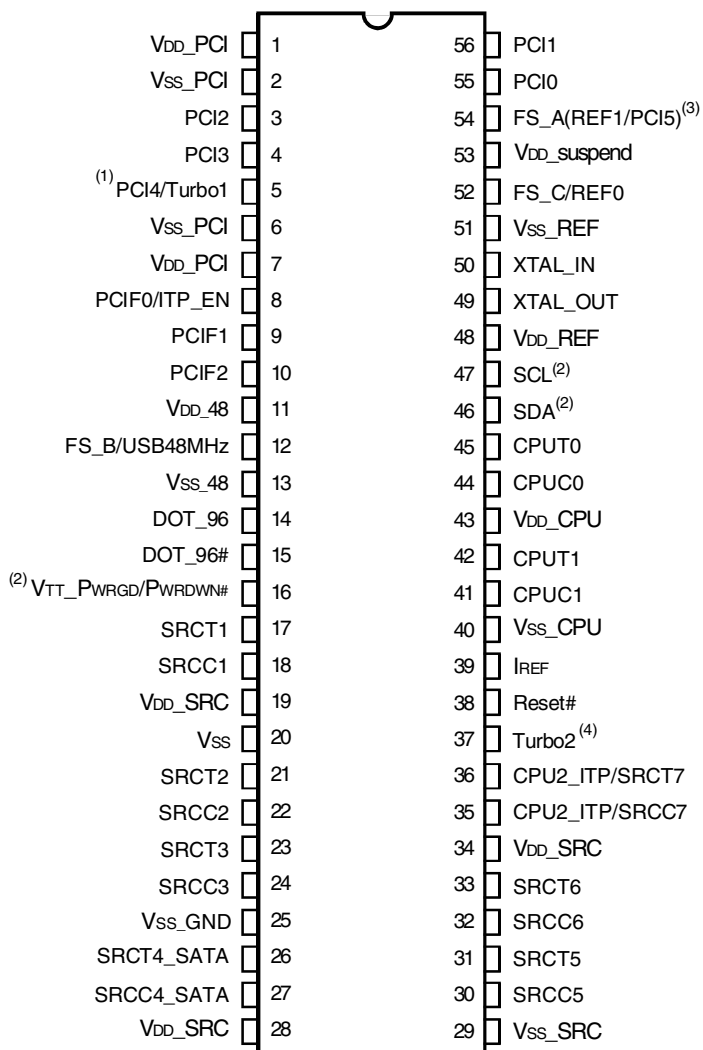 VDD_PCI 1 56 PCI1
VSS_PCI 2 55 PCI0
PCI2 3 54 FS_A(REF1/PCI5)(3)
PCI3 4 53 VDD_suspend
(1) PCI4/Turbo1 5 52 FS_C/REF0
VSS_PCI 6 51 VSS_REF
VDD_PCI 7 50 XTAL_IN
PCIF0/ITP_EN 8 49 XTAL_OUT
PCIF1 9 48 VDD_REF
PCIF2 10 47 SCL(2)
VDD_48 11 46 SDA(2)
FS_B/USB48MHz 12 45 CPUT0
VSS_48 13 44 CPUC0
DOT_96 14 43 VDD_CPU
DOT_96# 15 42 CPUT1
(2) VTT_PWRGD/PWRDWN# 16 41 CPUC1
SRCT1 17 40 VSS_CPU
SRCC1 18 39 IREF
VDD_SRC 19 38 Reset#
VSS 20 37 Turbo2(4)
SRCT2 21 36 CPU2_ITP/SRCT7
SRCC2 22 35 CPU2_ITP/SRCC7
SRCT3 23 34 VDD_SRC
SRCC3 24 33 SRCT6
VSS_GND 25 32 SRCC6
SRCT4_SATA 26 31 SRCT5
SRCC4_SATA 27 30 SRCC5
VDD_SRC 28 29 VSS_SRC